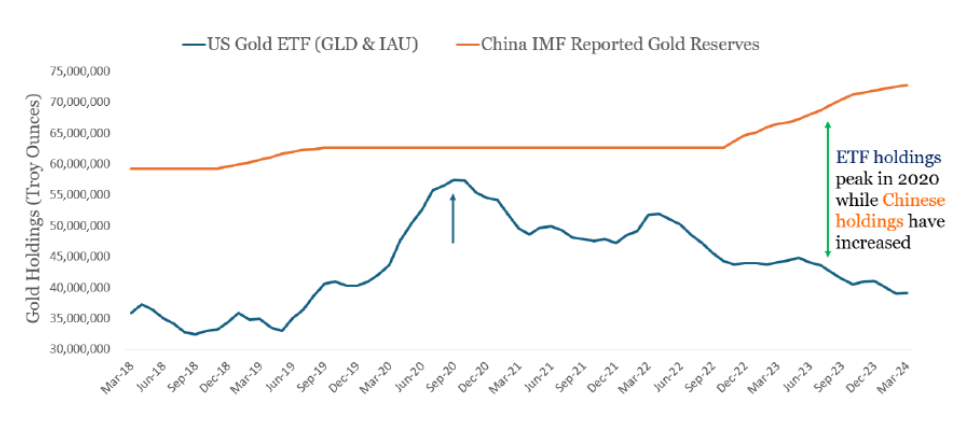 US Gold ETF (GLD & IAU) China IMF Reported Gold Reserves
Gold Holdings (Troy Ounces)
75,000,000
70,000,000
65,000,000
60,000,000
55,000,000
50,000,000
45,000,000
40,000,000
35,000,000
30,000,000
ETF holdings
peak in 2020
while Chinese
holdings have
increased
Mar-18 Jun-18 Sep-18 Dec-18 Mar-19 Jun-19 Sep-19 Dec-19 Mar-20 Jun-20 Sep-20 Dec-20 Mar-21 Jun-21 Sep-21 Dec-21 Mar-22 Jun-22 Sep-22 Dec-22 Mar-23 Jun-23 Sep-23 Dec-23 Mar-24